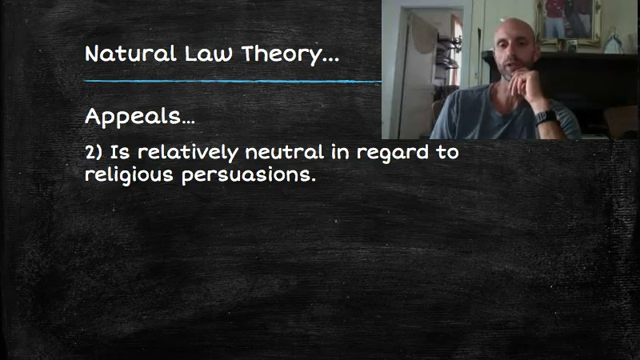 Natural Law Theory...
Appeals...
2) Is relatively neutral in regard to
religious persuasions.